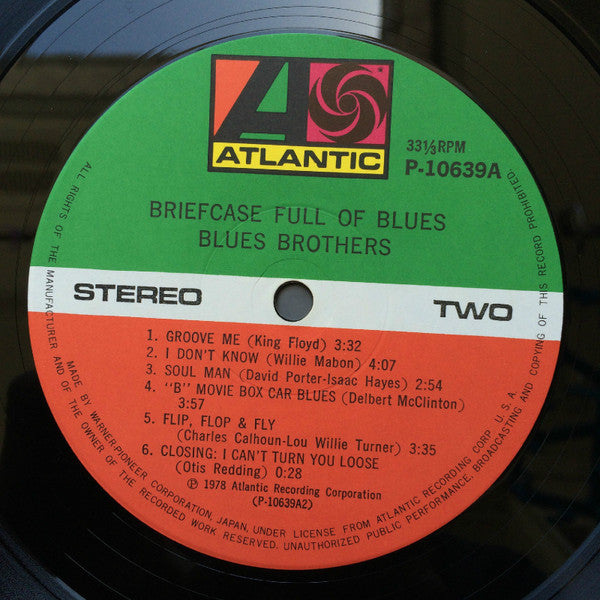 ATLANTIC
33⅓RPM
P-10639A
BRIEFCASE FULL OF BLUES
BLUES BROTHERS
STEREO
TWO
1. GROOVE ME (King Floyd) 3:32
2. I DON'T KNOW (Willie Mabon) 4:07
3. SOUL MAN (David Porter-Isaac Hayes) 2:54
4. "B" MOVIE BOX CAR BLUES (Delbert McClinton)
3:57
5. FLIP, FLOP & FLY
(Charles Calhoun-Lou Willie Turner) 3:35
6. CLOSING: I CAN'T TURN YOU LOOSE
(Otis Redding) 0:28
Ⓟ 1978 Atlantic Recording Corporation
(P-10639A2)
MADE BY WARNER-PIONEER CORPORATION, JAPAN, UNDER LICENSE FROM ATLANTIC RECORDING CORP. U.S.A.
ALL RIGHTS OF THE MANUFACTURER AND OF THE OWNER OF THE RECORDED WORK RESERVED. UNAUTHORIZED PUBLIC PERFORMANCE, BROADCASTING AND COPYING OF THIS RECORD PROHIBITED.